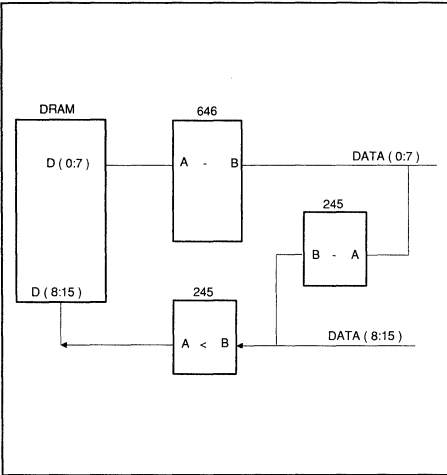 DRAM
646
D ( 0:7 )
A - B
DATA ( 0:7 )
245
B - A
D ( 8:15 )
245
A < B
DATA ( 8:15 )